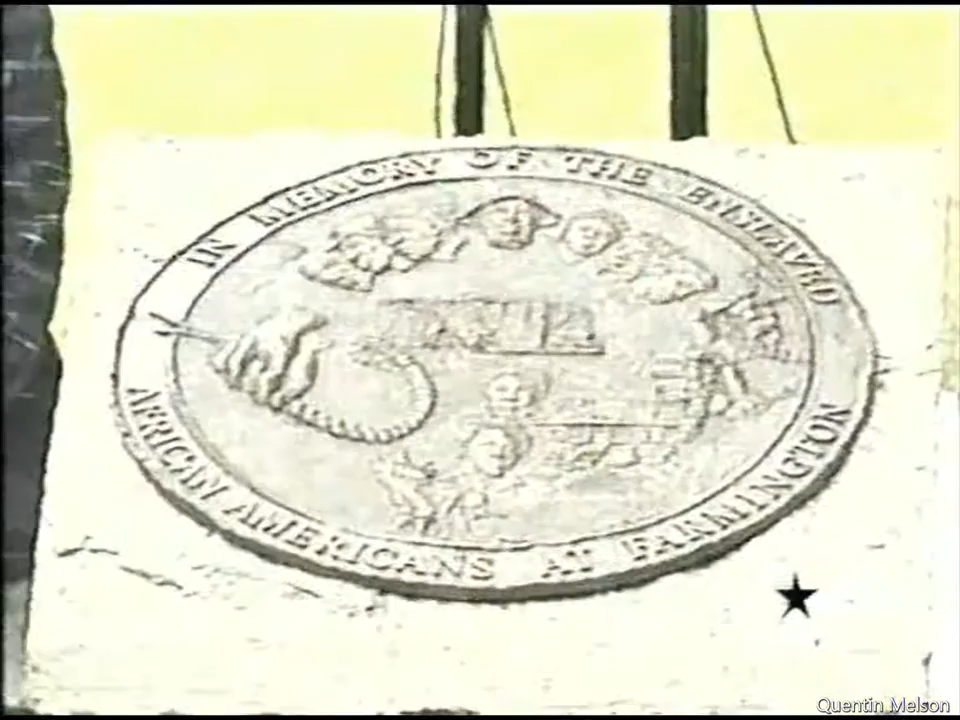 IN MEMORY OF THE ENSLAVED
AFRICAN AMERICANS AT FARMINGTON
Quentin Melson